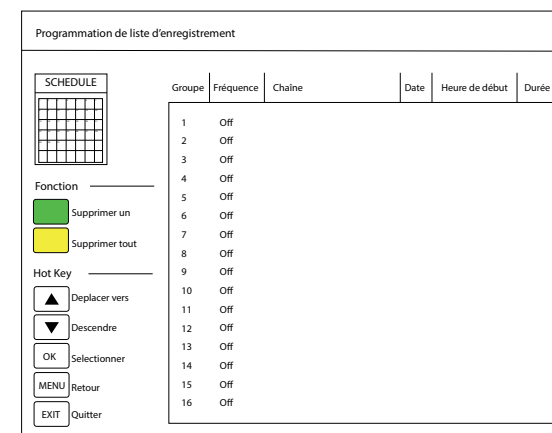 Programmation de liste d'enregistrement
SCHEDULE
Fonction
Supprimer un
Supprimer tout
Hot Key
Deplacer vers
Descendre
OK Selectionner
MENU Retour
EXIT Quitter
Groupe Fréquence Chaîne Date Heure de début Durée
1 Off
2 Off
3 Off
4 Off
5 Off
6 Off
7 Off
8 Off
9 Off
10 Off
11 Off
12 Off
13 Off
14 Off
15 Off
16 Off